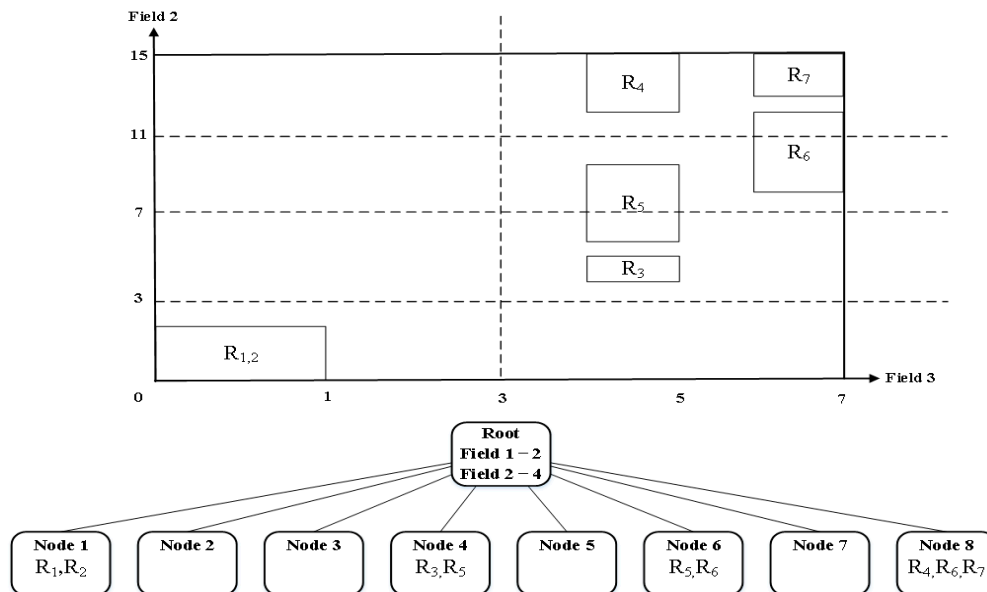 Field 2
15
R₄
R₇
11
R₆
7
R₅
R₃
3
R₁,₂
0
1
3
5
7
Field 3
Root
Field 1 – 2
Field 2 – 4
Node 1
R₁,R₂
Node 2
Node 3
Node 4
R₃,R₅
Node 5
Node 6
R₅,R₆
Node 7
Node 8
R₄,R₆,R₇